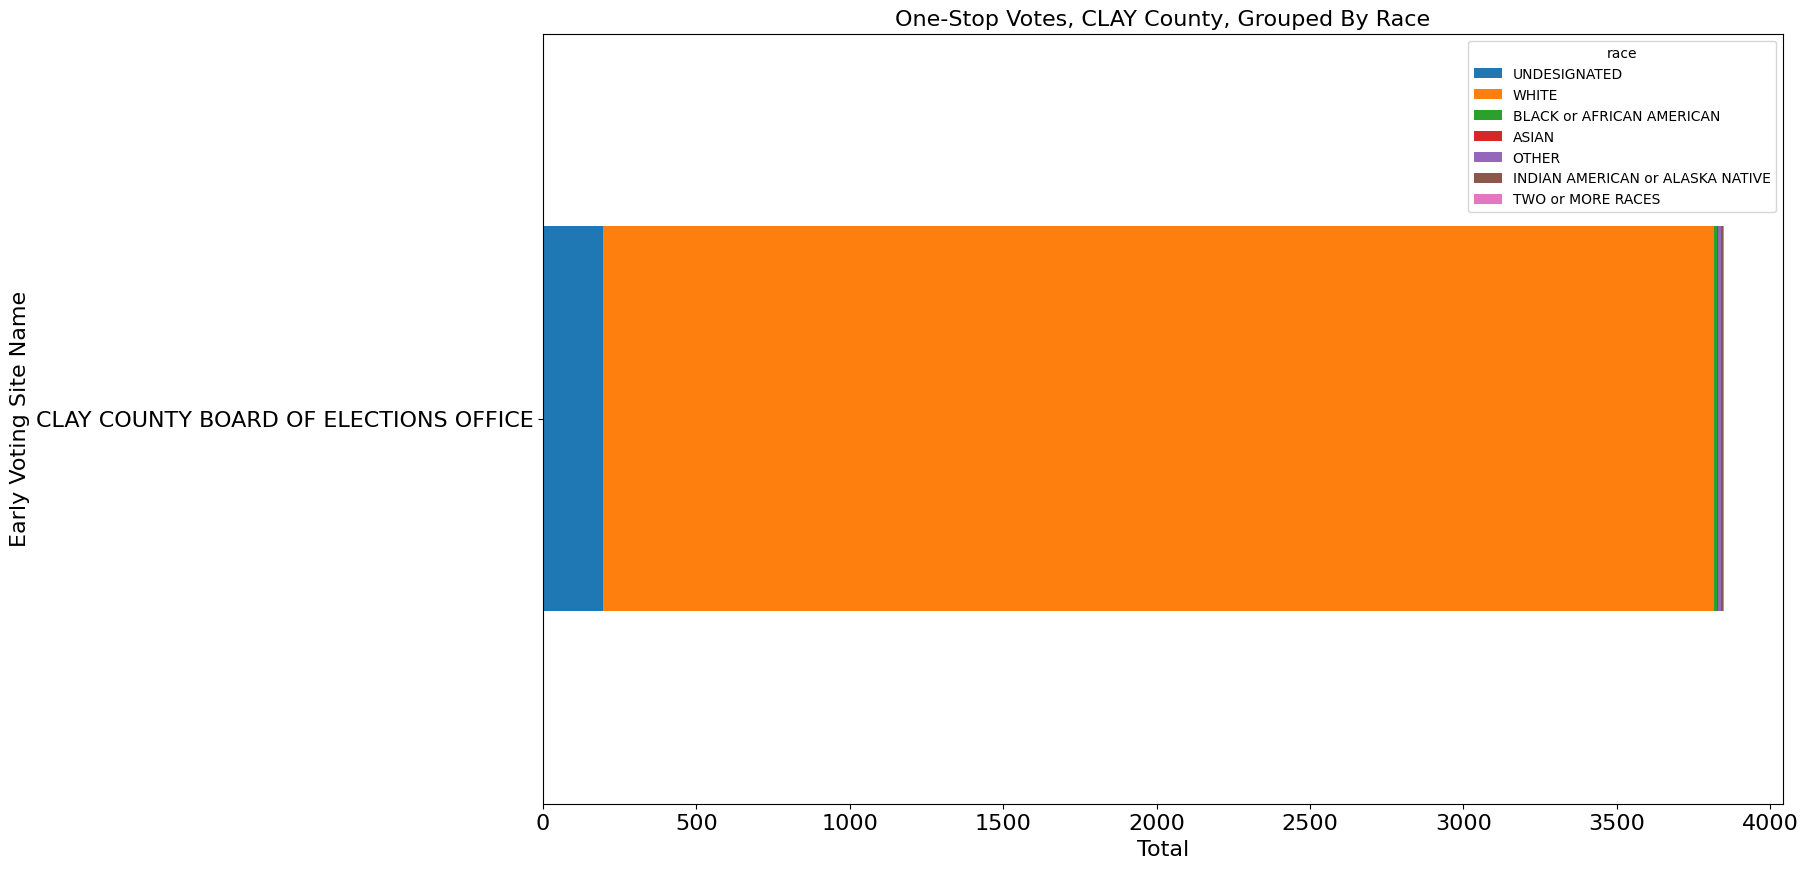 One-Stop Votes, CLAY County, Grouped By Race
race
UNDESIGNATED
WHITE
BLACK or AFRICAN AMERICAN
ASIAN
OTHER
INDIAN AMERICAN or ALASKA NATIVE
TWO or MORE RACES
Early Voting Site Name
CLAY COUNTY BOARD OF ELECTIONS OFFICE
0 500 1000 1500 2000 2500 3000 3500 4000
Total